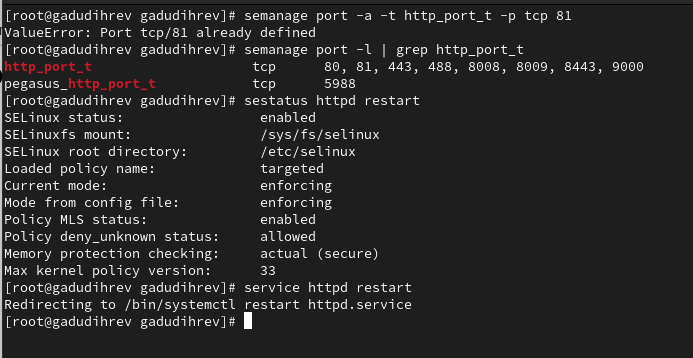 [root@gadudihrev gadudihrev]# semanage port -a -t http_port_t -p tcp 81
ValueError: Port tcp/81 already defined
[root@gadudihrev gadudihrev]# semanage port -l | grep http_port_t
http_port_t                    tcp      80, 81, 443, 488, 8008, 8009, 8443, 9000
pegasus_http_port_t            tcp      5988
[root@gadudihrev gadudihrev]# sestatus httpd restart
SELinux status:                 enabled
SELinuxfs mount:                /sys/fs/selinux
SELinux root directory:         /etc/selinux
Loaded policy name:             targeted
Current mode:                   enforcing
Mode from config file:          enforcing
Policy MLS status:              enabled
Policy deny_unknown status:     allowed
Memory protection checking:     actual (secure)
Max kernel policy version:      33
[root@gadudihrev gadudihrev]# service httpd restart
Redirecting to /bin/systemctl restart httpd.service
[root@gadudihrev gadudihrev]#